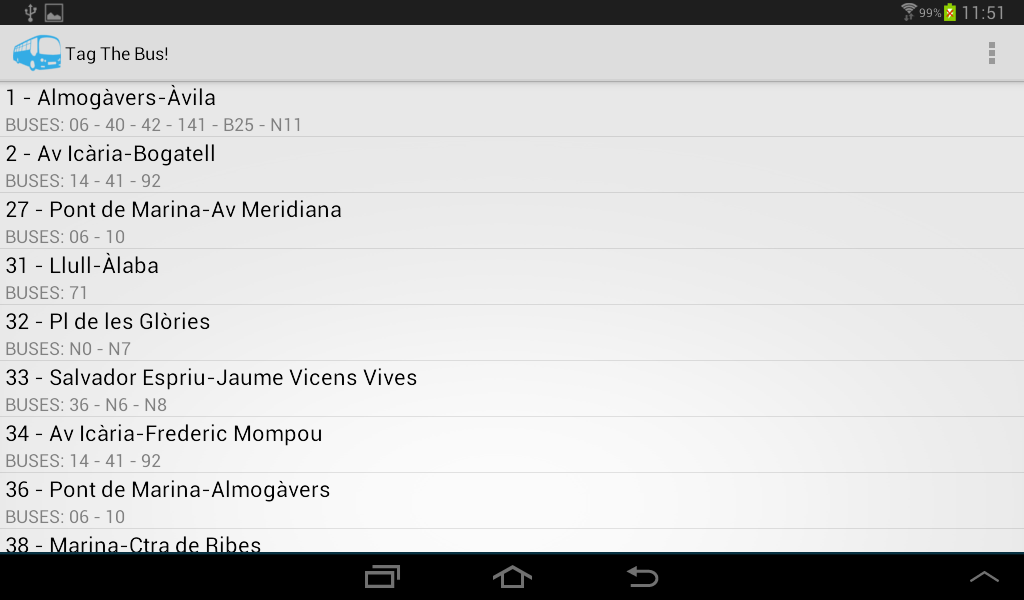 99% 11:51
Tag The Bus!
1 - Almogàvers-Àvila
BUSES: 06 - 40 - 42 - 141 - B25 - N11
2 - Av Icària-Bogatell
BUSES: 14 - 41 - 92
27 - Pont de Marina-Av Meridiana
BUSES: 06 - 10
31 - Llull-Àlaba
BUSES: 71
32 - Pl de les Glòries
BUSES: N0 - N7
33 - Salvador Espriu-Jaume Vicens Vives
BUSES: 36 - N6 - N8
34 - Av Icària-Frederic Mompou
BUSES: 14 - 41 - 92
36 - Pont de Marina-Almogàvers
BUSES: 06 - 10
38 - Marina-Ctra de Ribes